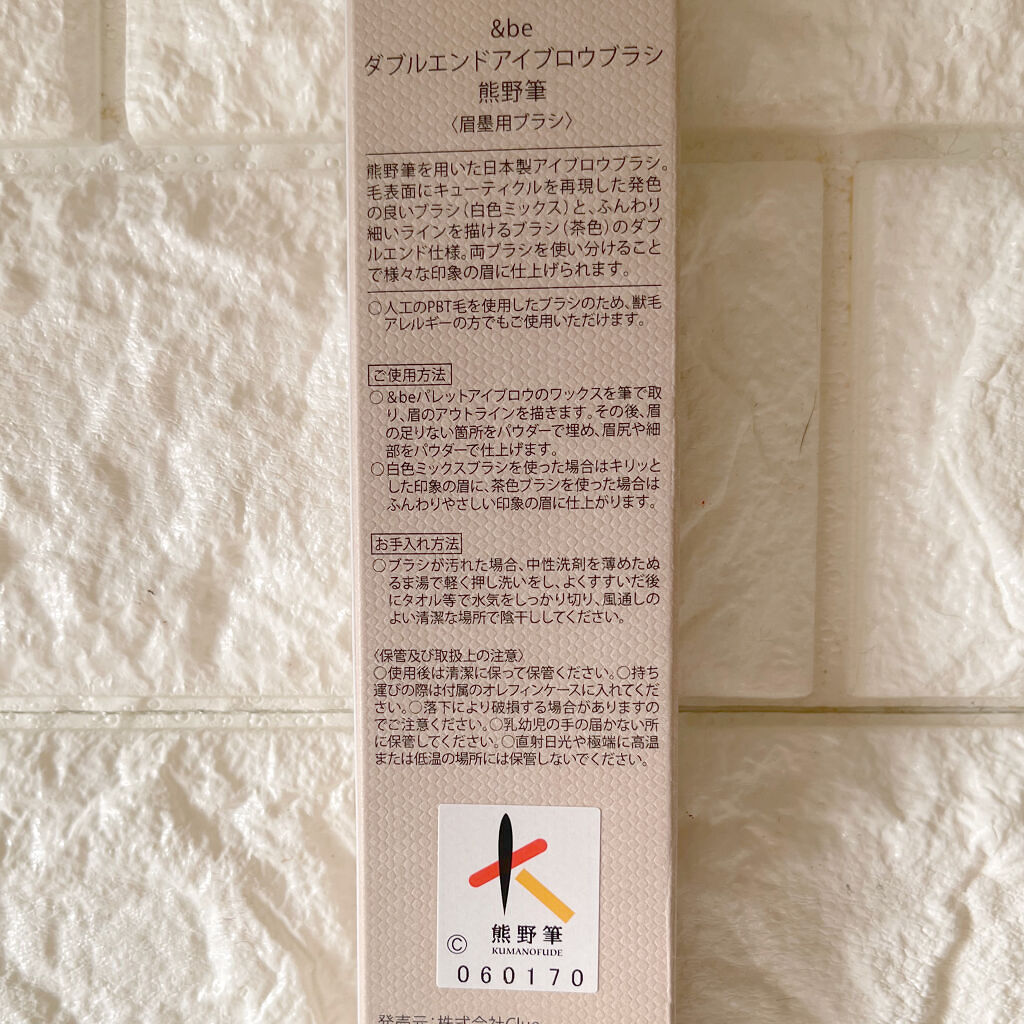 &be
ダブルエンドアイブロウブラシ
熊野筆
〈眉墨用ブラシ〉
熊野筆を用いた日本製アイブロウブラシ。
毛表面にキューティクルを再現した発色
の良いブラシ(白色ミックス)と、ふんわり
細いラインを描けるブラシ(茶色)のダブ
ルエンド仕様。両ブラシを使い分けること
で様々な印象の眉に仕上げられます。
○人工のPBT毛を使用したブラシのため、獣毛
アレルギーの方でもご使用いただけます。
ご使用方法
○&beパレットアイブロウのワックスを筆で取
り、眉のアウトラインを描きます。その後、眉
の足りない箇所をパウダーで埋め、眉尻や細
部をパウダーで仕上げます。
○白色ミックスブラシを使った場合はキリッと
した印象の眉に、茶色ブラシを使った場合は
ふんわりやさしい印象の眉に仕上がります。
お手入れ方法
○ブラシが汚れた場合、中性洗剤を薄めたぬ
るま湯で軽く押し洗いをし、よくすすいだ後
にタオル等で水気をしっかり切り、風通しの
よい清潔な場所で陰干ししてください。
〈保管及び取扱上の注意〉
○使用後は清潔に保って保管ください。○持ち
運びの際は付属のオレフィンケースに入れてくだ
さい。○落下により破損する場合がありますの
でご注意ください。○乳幼児の手の届かない所
に保管してください。○直射日光や極端に高温
または低温の場所には保管しないでください。
© 熊野筆
KUMANOFUDE
060170
発売元:株式会社Clue